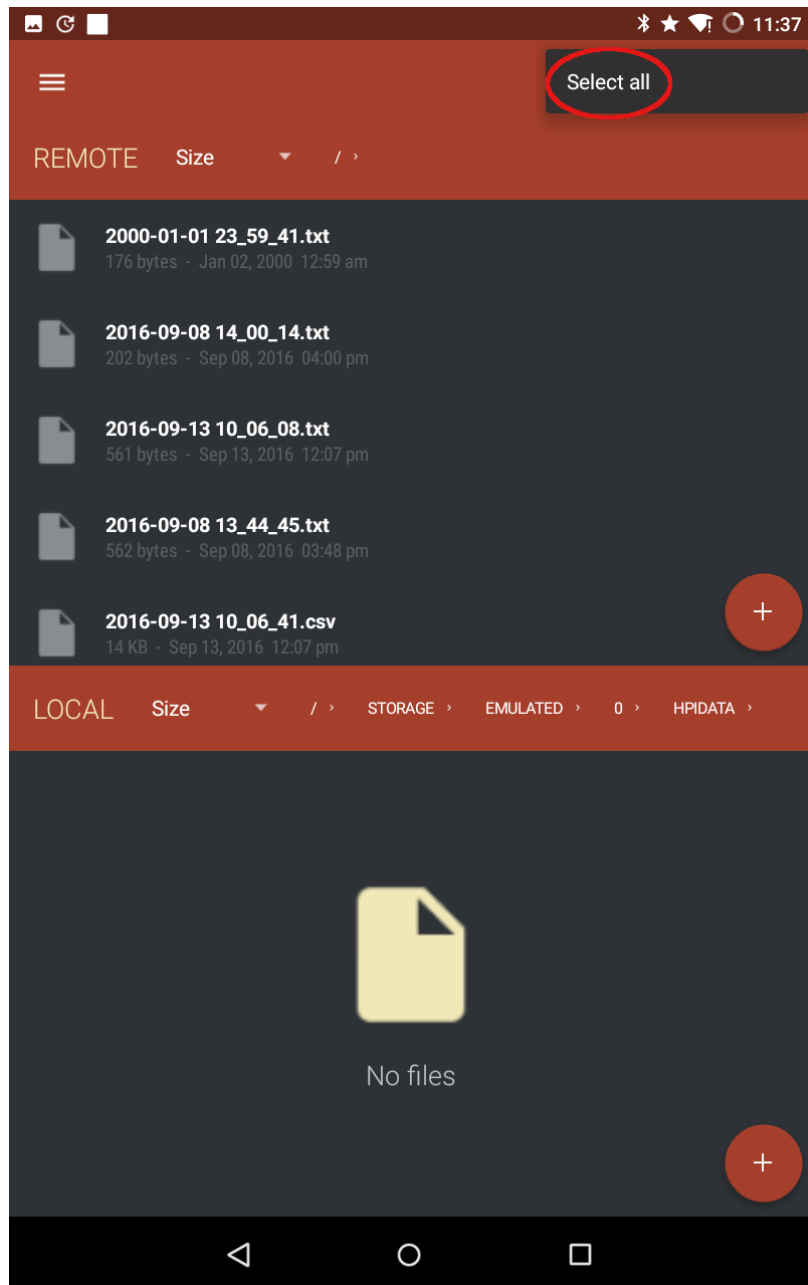 11:37
Select all
REMOTE Size / ›
2000-01-01 23_59_41.txt
176 bytes - Jan 02, 2000 12:59 am
2016-09-08 14_00_14.txt
202 bytes - Sep 08, 2016 04:00 pm
2016-09-13 10_06_08.txt
561 bytes - Sep 13, 2016 12:07 pm
2016-09-08 13_44_45.txt
562 bytes - Sep 08, 2016 03:48 pm
2016-09-13 10_06_41.csv
14 KB - Sep 13, 2016 12:07 pm
LOCAL Size / › STORAGE › EMULATED › 0 › HPIDATA ›
No files